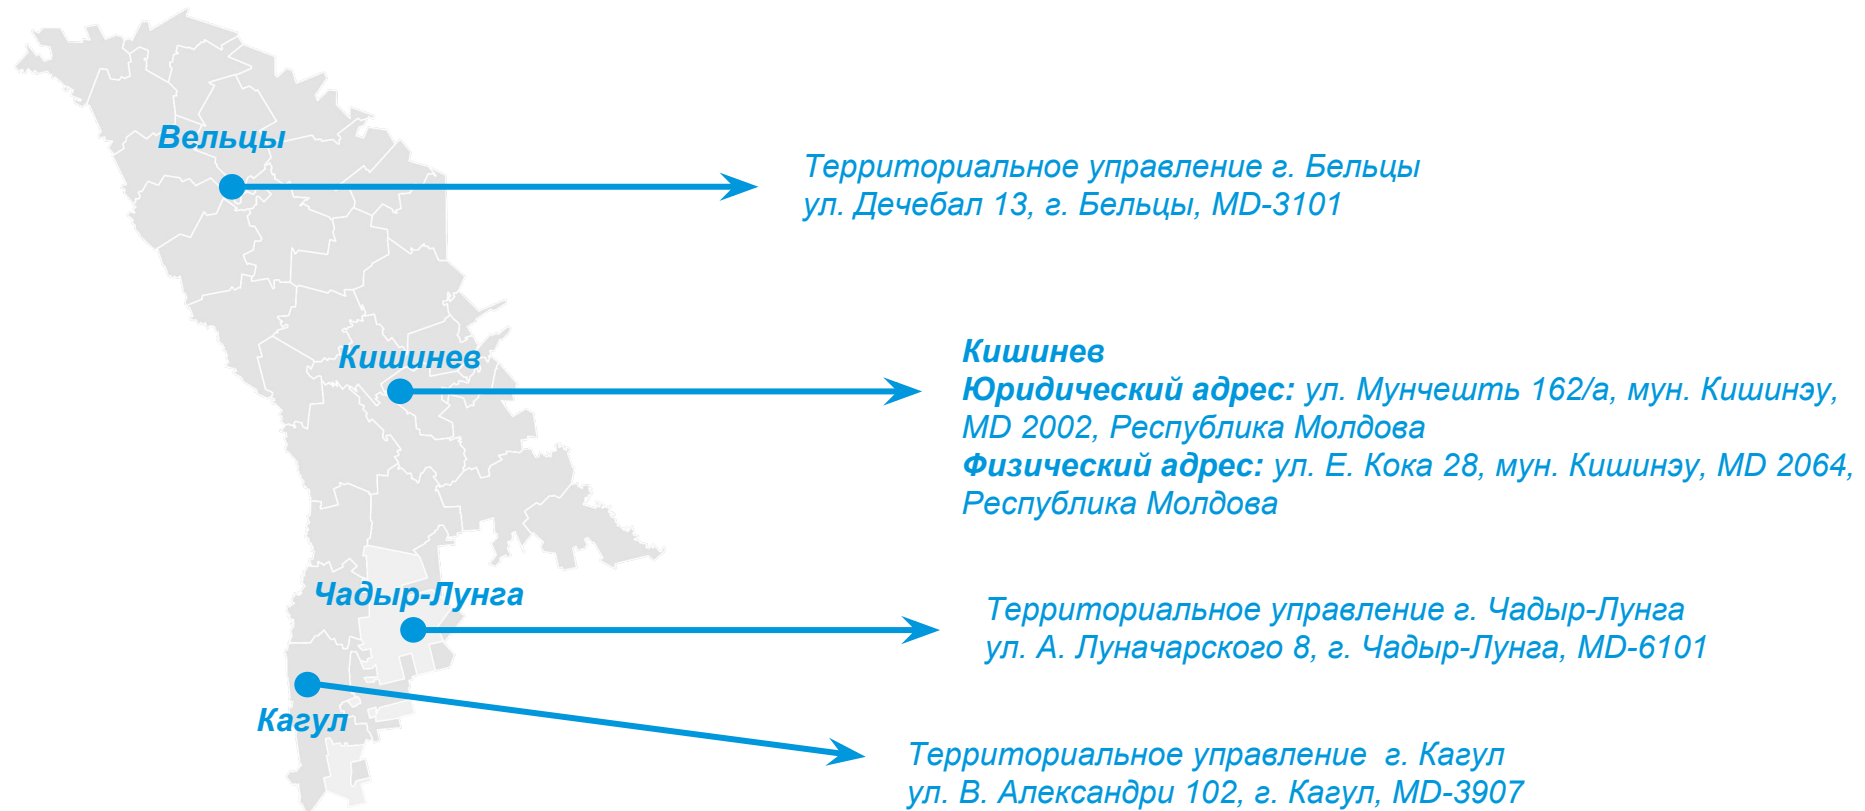 Вельцы
Территориальное управление г. Бельцы
ул. Дечебал 13, г. Бельцы, MD-3101
Кишинев
Кишинев
Юридический адрес: ул. Мунчешть 162/а, мун. Кишинэу,
MD 2002, Республика Молдова
Физический адрес: ул. Е. Кока 28, мун. Кишинэу, MD 2064,
Республика Молдова
Чадыр-Лунга
Территориальное управление г. Чадыр-Лунга
ул. А. Луначарского 8, г. Чадыр-Лунга, MD-6101
Кагул
Территориальное управление  г. Кагул
ул. В. Александри 102, г. Кагул, MD-3907